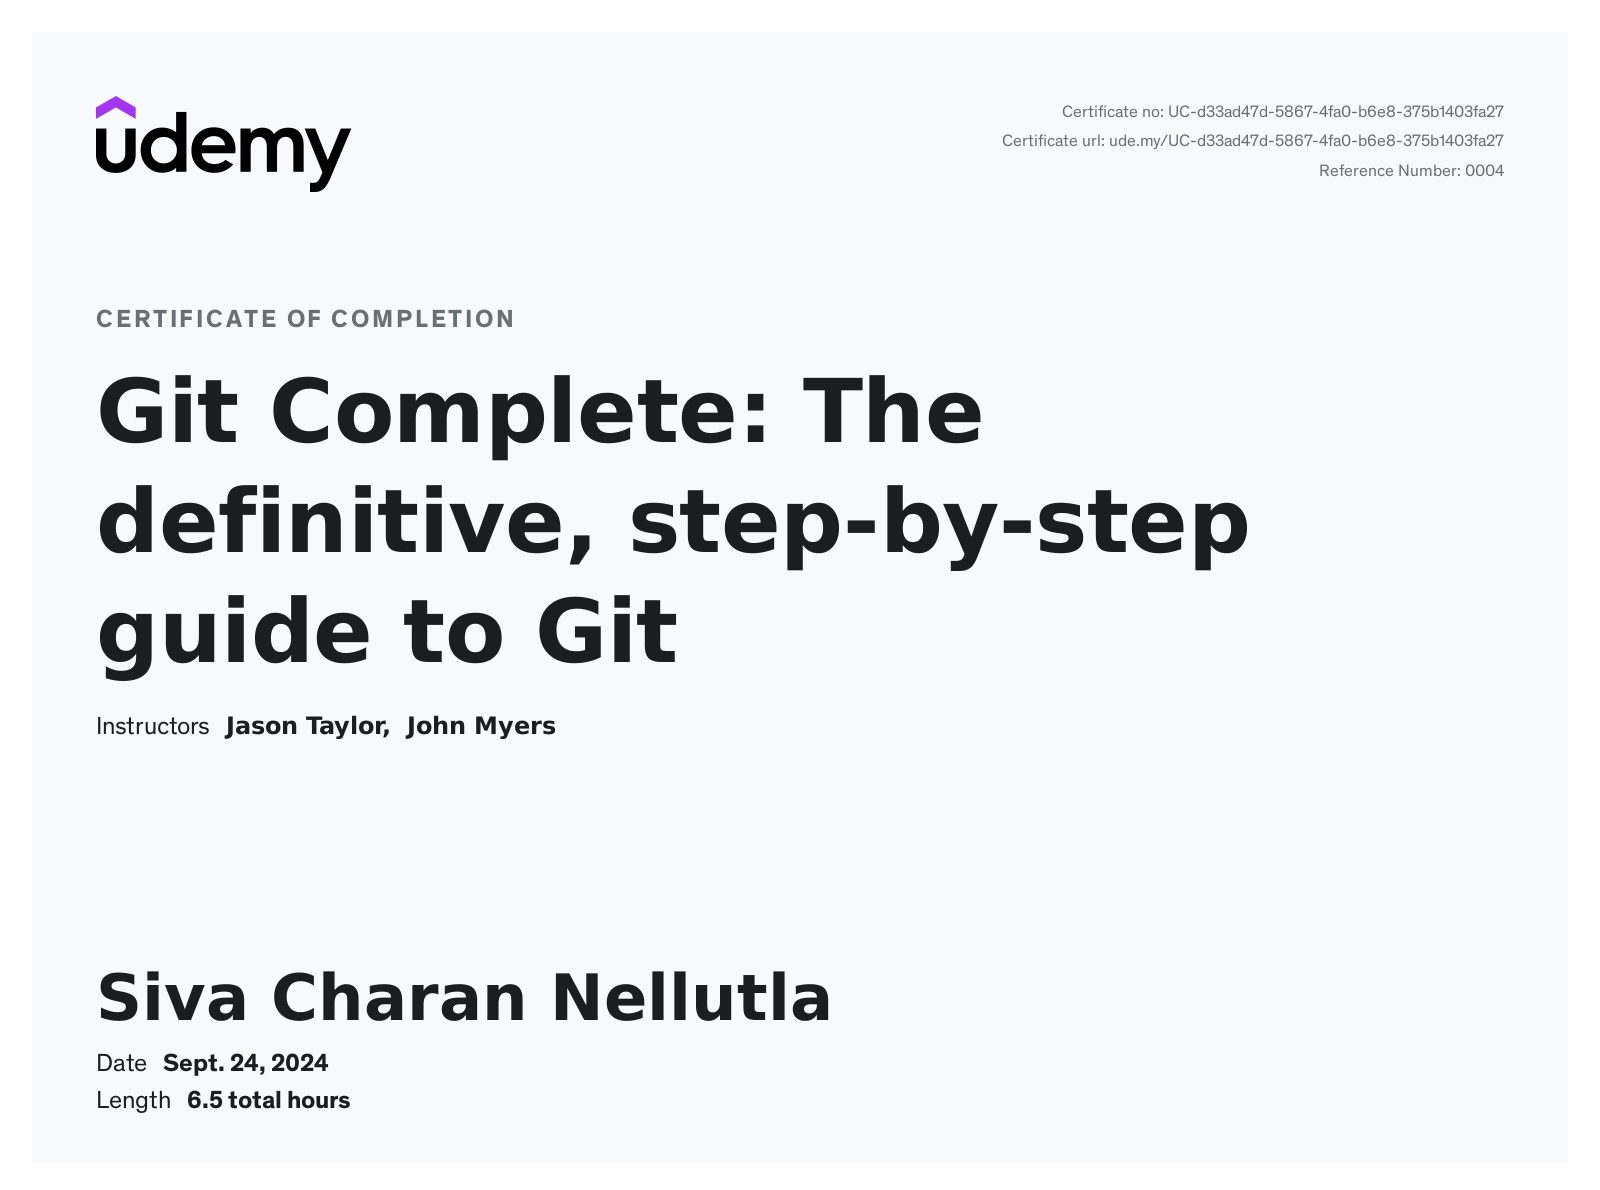 udemy
Certificate no: UC-d33ad47d-5867-4fa0-b6e8-375b1403fa27
Certificate url: ude.my/UC-d33ad47d-5867-4fa0-b6e8-375b1403fa27
Reference Number: 0004
CERTIFICATE OF COMPLETION
Git Complete: The
definitive, step-by-step
guide to Git
Instructors Jason Taylor, John Myers
Siva Charan Nellutla
Date Sept. 24, 2024
Length 6.5 total hours